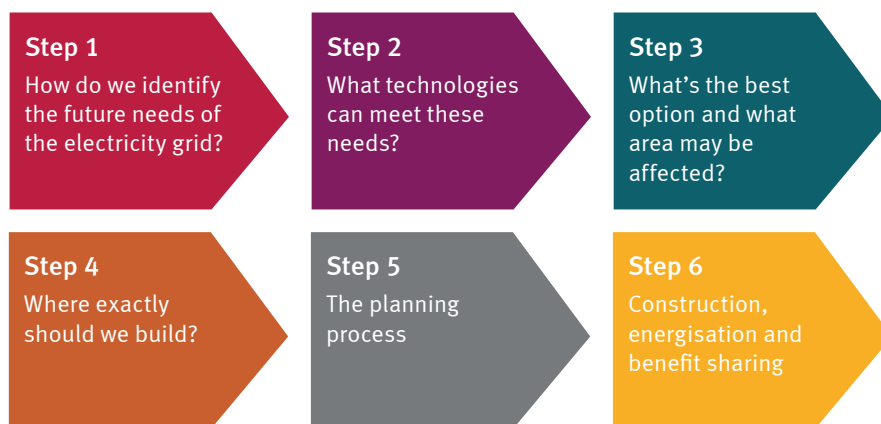 Step 1
How do we identify
the future needs of
the electricity grid?
Step 2
What technologies
can meet these
needs?
Step 3
What’s the best
option and what
area may be
affected?
Step 4
Where exactly
should we build?
Step 5
The planning
process
Step 6
Construction,
energisation and
benefit sharing